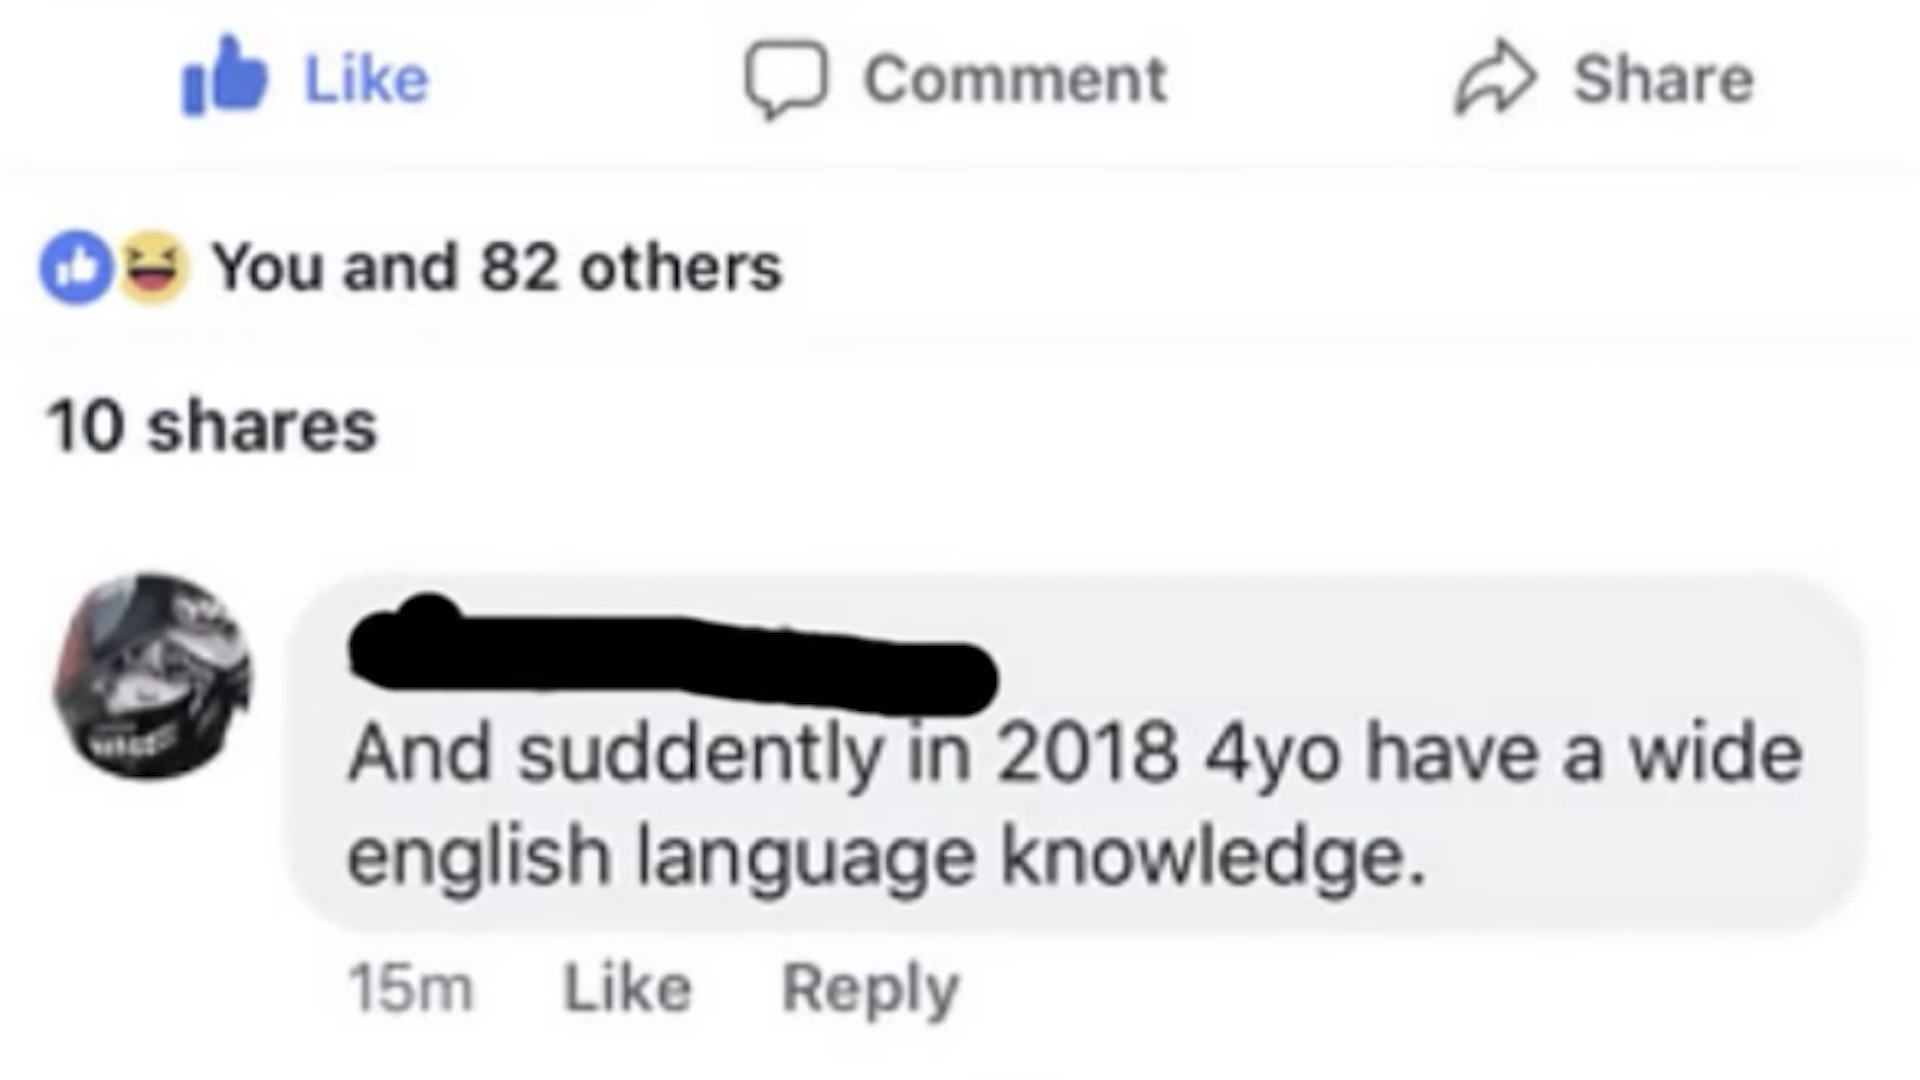 Like Comment Share
You and 82 others
10 shares
And suddently in 2018 4yo have a wide
english language knowledge.
15m Like Reply